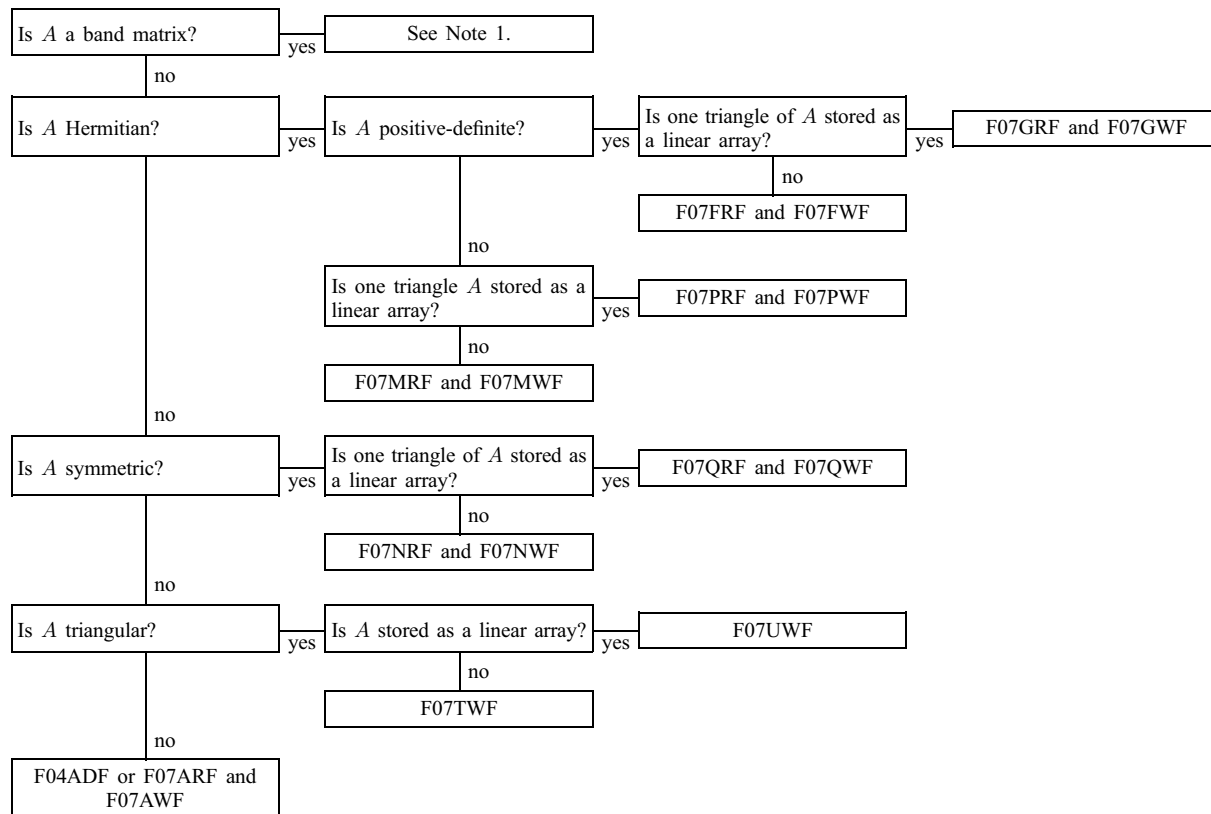 Is A a band matrix?
yes
See Note 1.
no
Is A Hermitian?
yes
Is A positive-definite?
yes
Is one triangle of A stored as
a linear array?
yes
F07GRF and F07GWF
no
F07FRF and F07FWF
no
Is one triangle A stored as a
linear array?
yes
F07PRF and F07PWF
no
F07MRF and F07MWF
no
Is A symmetric?
yes
Is one triangle of A stored as
a linear array?
yes
F07QRF and F07QWF
no
F07NRF and F07NWF
no
Is A triangular?
yes
Is A stored as a linear array?
yes
F07UWF
no
F07TWF
no
F04ADF or F07ARF and
F07AWF